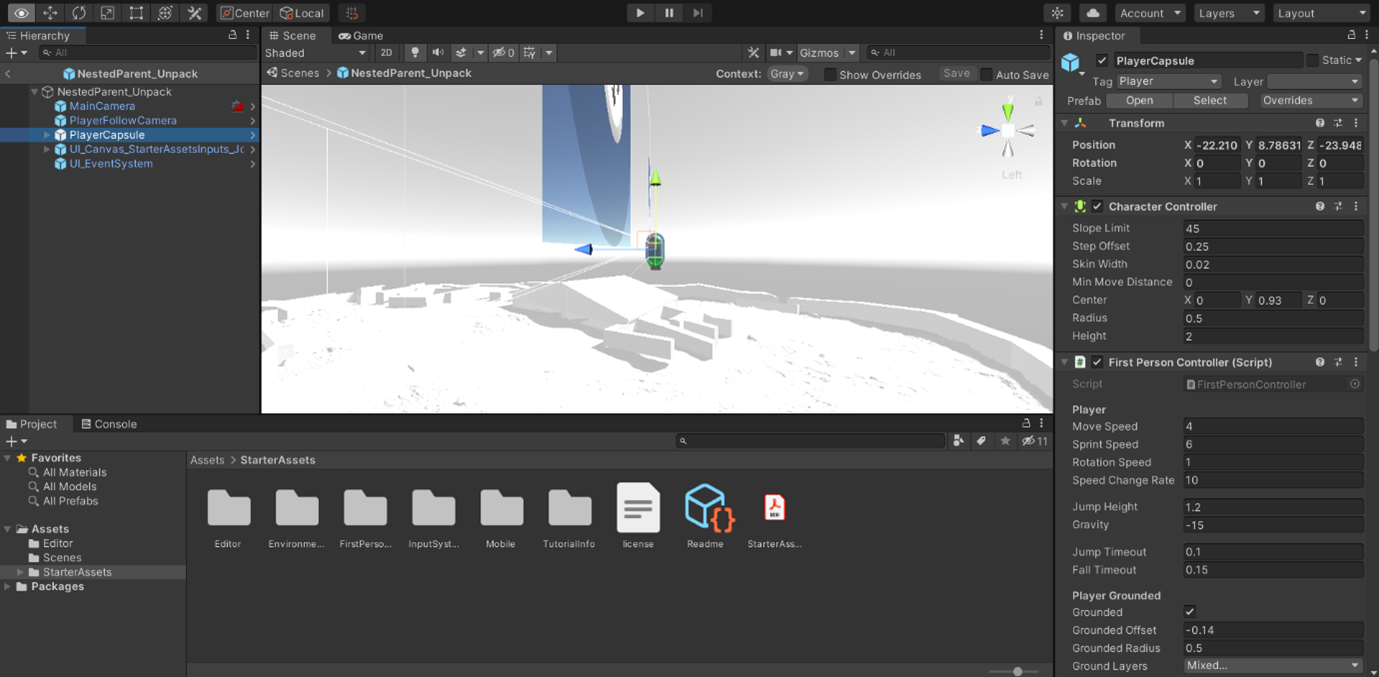 Center Local Account Layers Layout
Hierarchy
All
NestedParent_Unpack
NestedParent_Unpack
MainCamera
PlayerFollowCamera
PlayerCapsule
UI_Canvas_StarterAssetsInputs_Jo
UI_EventSystem
Scene Game
Shaded 2D 0 Gizmos All
Scenes > NestedParent_Unpack Context: Gray Show Overrides Save Auto Save
Left
Inspector
PlayerCapsule Static
Tag Player Layer
Prefab Open Select Overrides
Transform
Position X -22.210 Y 8.78631 Z -23.948
Rotation X 0 Y 0 Z 0
Scale X 1 Y 1 Z 1
Character Controller
Slope Limit 45
Step Offset 0.25
Skin Width 0.02
Min Move Distance 0
Center X 0 Y 0.93 Z 0
Radius 0.5
Height 2
First Person Controller (Script)
Script FirstPersonController
Player
Move Speed 4
Sprint Speed 6
Rotation Speed 1
Speed Change Rate 10
Jump Height 1.2
Gravity -15
Jump Timeout 0.1
Fall Timeout 0.15
Player Grounded
Grounded
Grounded Offset -0.14
Grounded Radius 0.5
Ground Layers Mixed...
Project Console
11
Favorites
All Materials
All Models
All Prefabs
Assets
Editor
Scenes
StarterAssets
Packages
Assets > StarterAssets
Editor Environme... FirstPerso... InputSyst... Mobile TutorialInfo license Readme StarterAss...